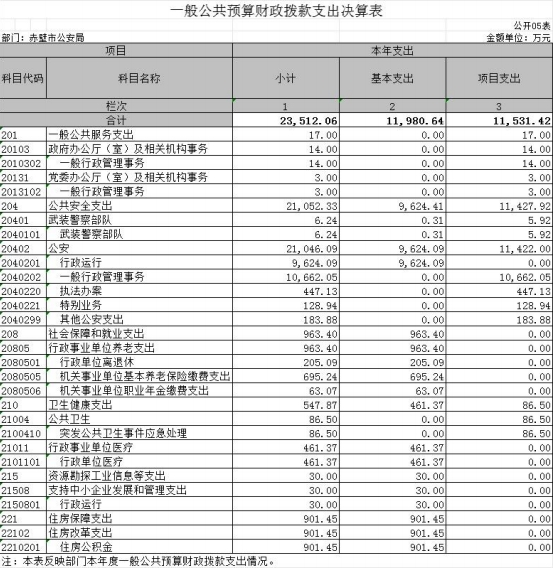 一般公共预算财政拨款支出决算表
公开05表
部门：赤壁市公安局 金额单位：万元
项目 本年支出
科目代码 科目名称 小计 基本支出 项目支出
栏次 1 2 3
合计 23,512.06 11,980.64 11,531.42
201 一般公共服务支出 17.00 0.00 17.00
20103 政府办公厅（室）及相关机构事务 14.00 0.00 14.00
2010302 一般行政管理事务 14.00 0.00 14.00
20131 党委办公厅（室）及相关机构事务 3.00 0.00 3.00
2013102 一般行政管理事务 3.00 0.00 3.00
204 公共安全支出 21,052.33 9,624.41 11,427.92
20401 武装警察部队 6.24 0.31 5.92
2040101 武装警察部队 6.24 0.31 5.92
20402 公安 21,046.09 9,624.09 11,422.00
2040201 行政运行 9,624.09 9,624.09 0.00
2040202 一般行政管理事务 10,662.05 0.00 10,662.05
2040220 执法办案 447.13 0.00 447.13
2040221 特别业务 128.94 0.00 128.94
2040299 其他公安支出 183.88 0.00 183.88
208 社会保障和就业支出 963.40 963.40 0.00
20805 行政事业单位养老支出 963.40 963.40 0.00
2080501 行政单位离退休 205.09 205.09 0.00
2080505 机关事业单位基本养老保险缴费支出 695.24 695.24 0.00
2080506 机关事业单位职业年金缴费支出 63.07 63.07 0.00
210 卫生健康支出 547.87 461.37 86.50
21004 公共卫生 86.50 0.00 86.50
2100410 突发公共卫生事件应急处理 86.50 0.00 86.50
21011 行政事业单位医疗 461.37 461.37 0.00
2101101 行政单位医疗 461.37 461.37 0.00
215 资源勘探工业信息等支出 30.00 30.00 0.00
21508 支持中小企业发展和管理支出 30.00 30.00 0.00
2150801 行政运行 30.00 30.00 0.00
221 住房保障支出 901.45 901.45 0.00
22102 住房改革支出 901.45 901.45 0.00
2210201 住房公积金 901.45 901.45 0.00
注：本表反映部门本年度一般公共预算财政拨款支出情况。